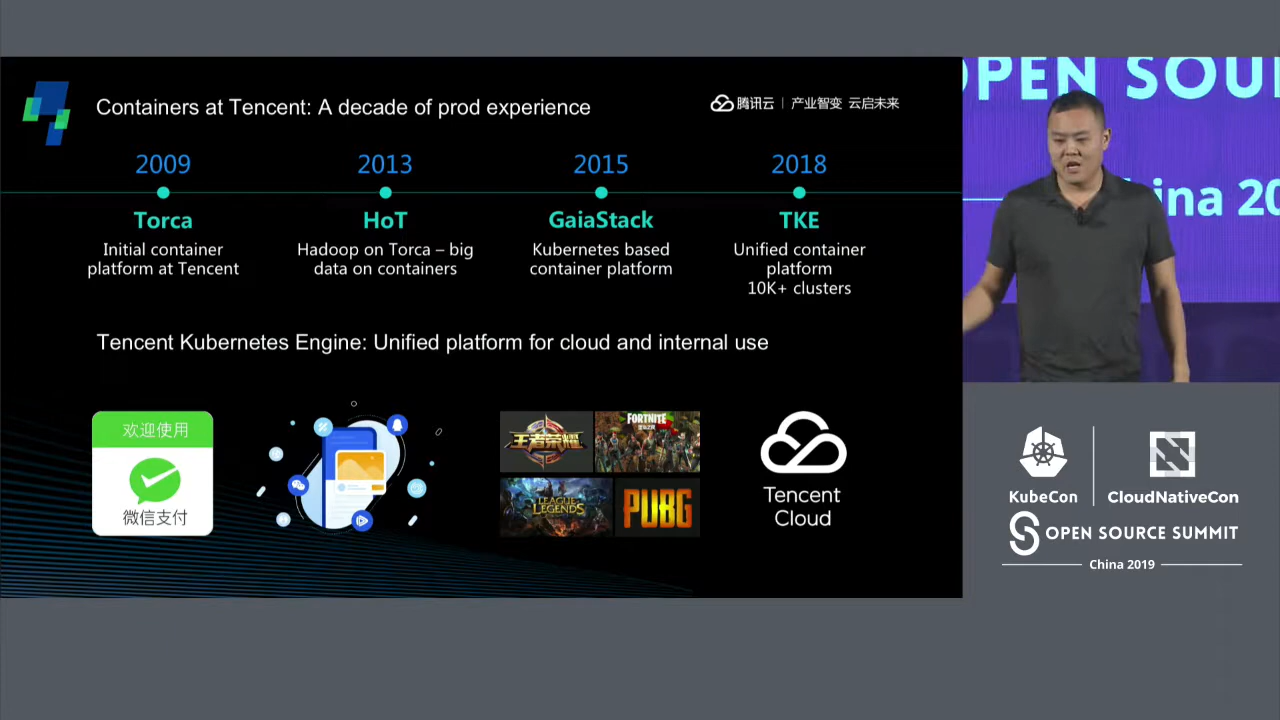 Containers at Tencent: A decade of prod experience
腾讯云 | 产业智变 云启未来
2009
Torca
Initial container
platform at Tencent
2013
HoT
Hadoop on Torca – big
data on containers
2015
GaiaStack
Kubernetes based
container platform
2018
TKE
Unified container
platform
10K+ clusters
Tencent Kubernetes Engine: Unified platform for cloud and internal use
欢迎使用
微信支付
王者荣耀
FORTNITE
LEAGUE
LEGENDS
PUBG
Tencent
Cloud
OPEN SOU
ina 20
KubeCon
CloudNativeCon
OPEN SOURCE SUMMIT
China 2019